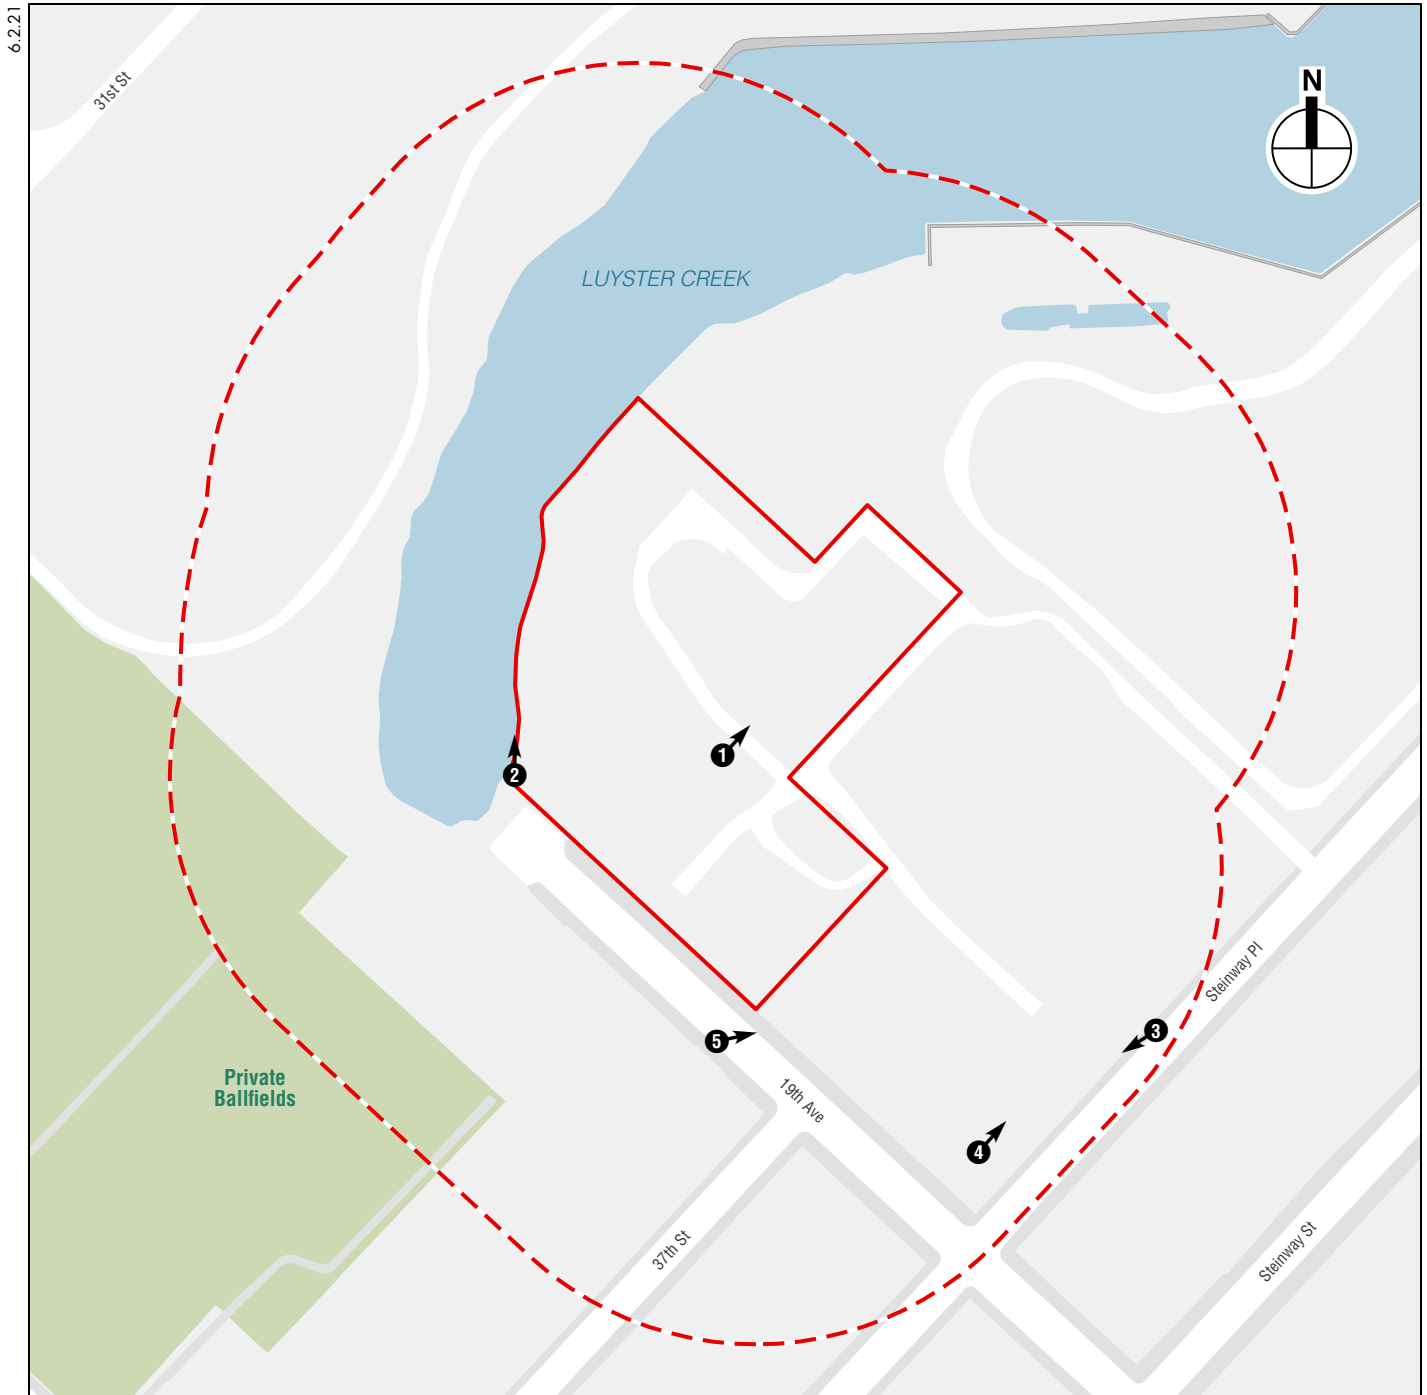 6.2.21
31st St
N
LUYSTER CREEK
1
2
Steinway Pl
3
5
Private
Ballfields
19th Ave
4
37th St
Steinway St